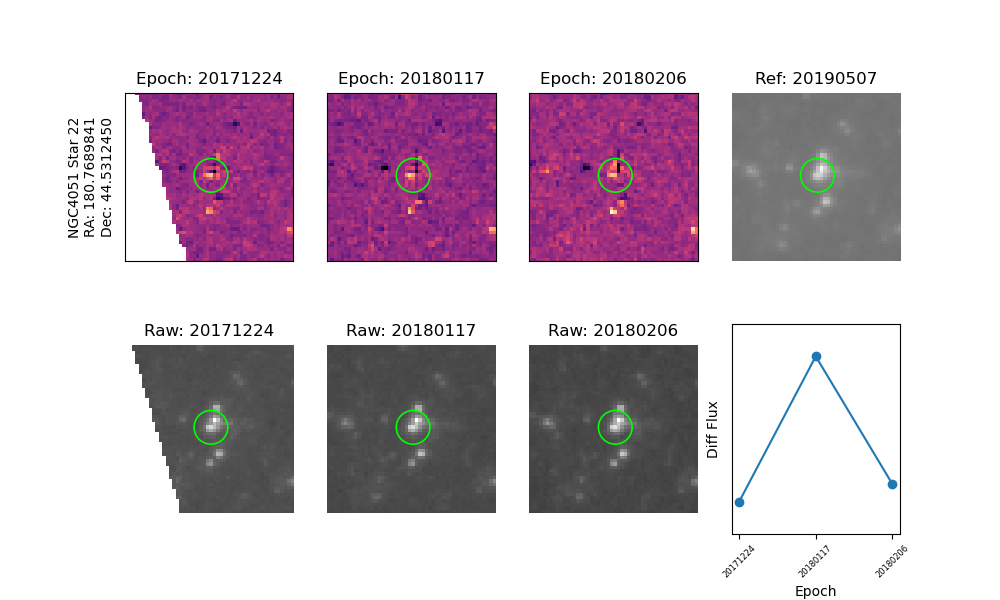 NGC4051 Star 22
RA: 180.7689841
Dec: 44.5312450
Epoch: 20171224
Epoch: 20180117
Epoch: 20180206
Ref: 20190507
Raw: 20171224
Raw: 20180117
Raw: 20180206
Diff Flux
20171224
20180117
20180206
Epoch